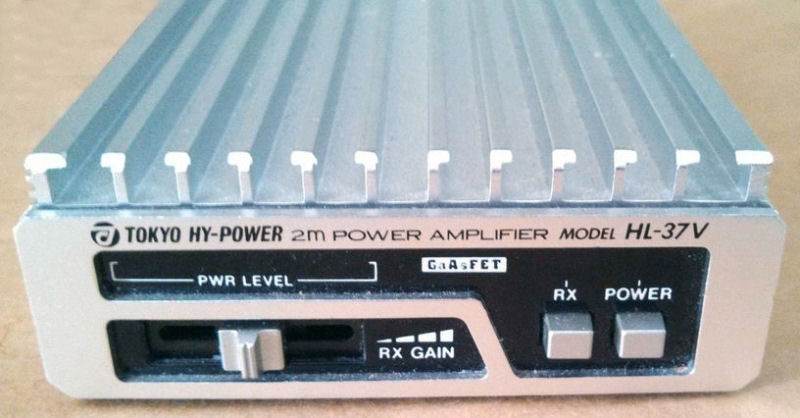 TOKYO HY-POWER 2m POWER AMPLIFIER MODEL HL-37V
PWR LEVEL
GaAsFET
RX POWER
RX GAIN